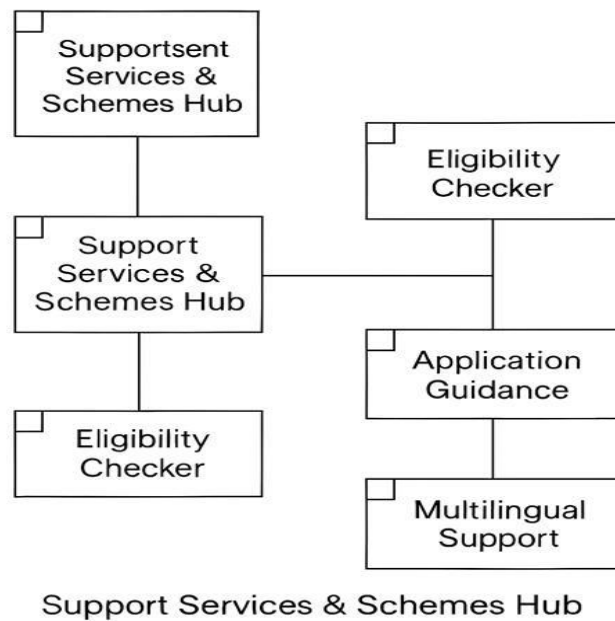 Supportsent
Services &
Schemes Hub
Eligibility
Checker
Support
Services &
Schemes Hub
Application
Guidance
Eligibility
Checker
Multilingual
Support
Support Services & Schemes Hub